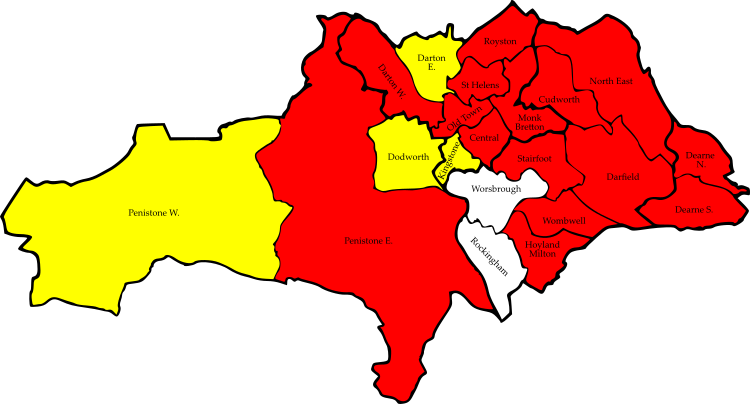 Royston
Darton
E.
Darton W.
St Helens
North East
Cudworth
Old Town
Monk
Bretton
Central
Kingstone
Dodworth
Stairfoot
Dearne
N.
Darfield
Worsbrough
Penistone W.
Dearne S.
Wombwell
Penistone E.
Hoyland
Milton
Rockingham